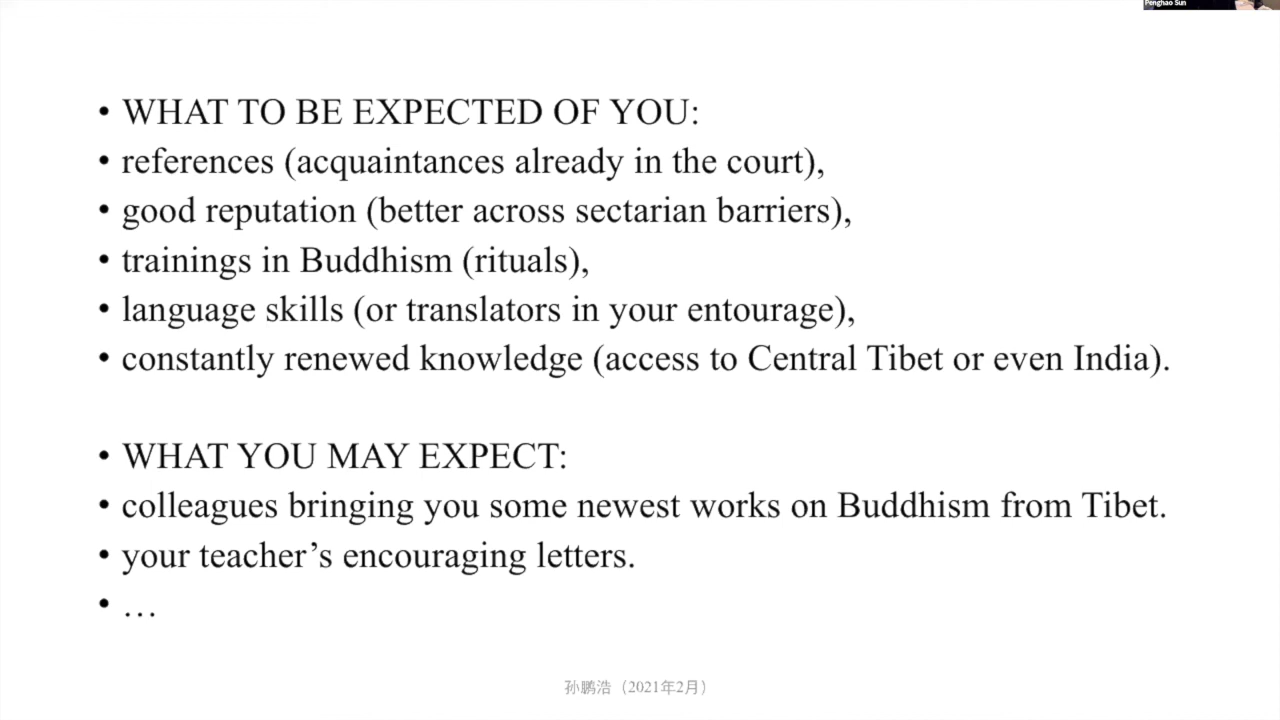 Penghao Sun
• WHAT TO BE EXPECTED OF YOU:
• references (acquaintances already in the court),
• good reputation (better across sectarian barriers),
• trainings in Buddhism (rituals),
• language skills (or translators in your entourage),
• constantly renewed knowledge (access to Central Tibet or even India).
• WHAT YOU MAY EXPECT:
• colleagues bringing you some newest works on Buddhism from Tibet.
• your teacher’s encouraging letters.
• …
孙鹏浩（2021年2月）